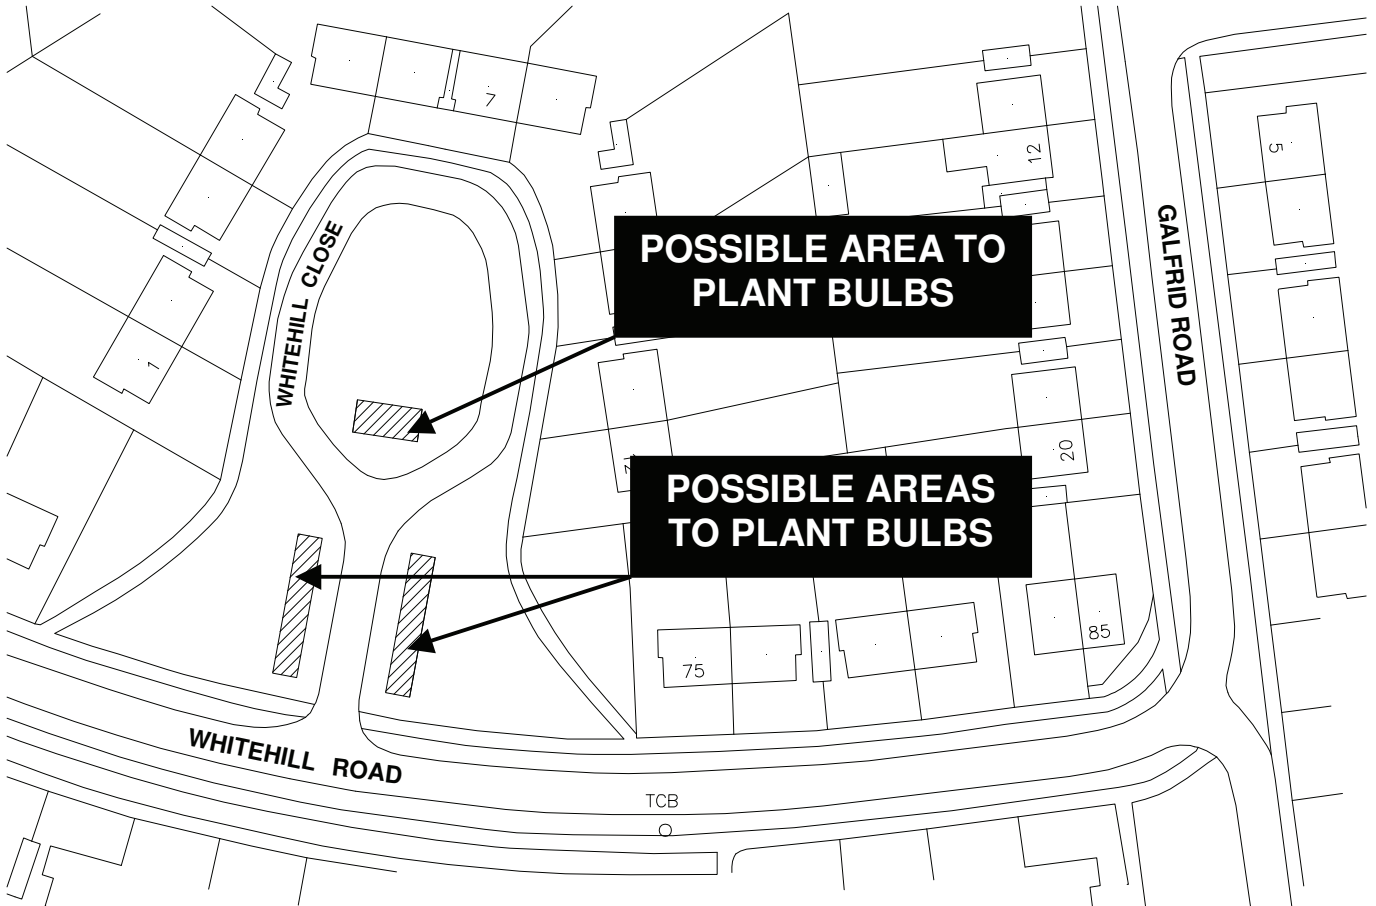 7
12
5
WHITEHILL CLOSE
GALFRID ROAD
POSSIBLE AREA TO
PLANT BULBS
1
20
POSSIBLE AREAS
TO PLANT BULBS
85
75
WHITEHILL ROAD
TCB